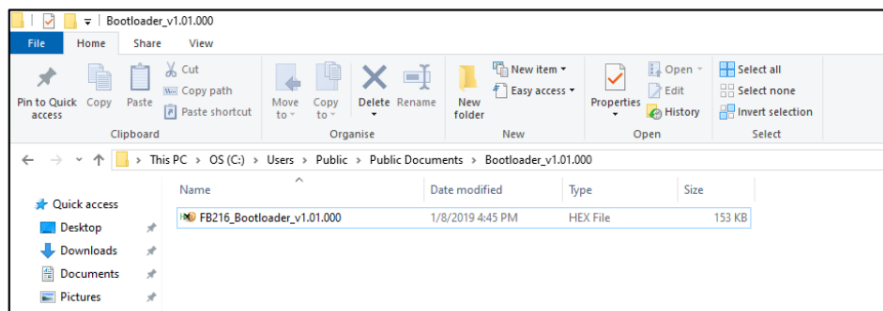 Bootloader_v1.01.000
File Home Share View
Pin to Quick access
Copy
Paste
Cut
Copy path
Paste shortcut
Clipboard
Move to
Copy to
Delete
Rename
Organise
New folder
New item
Easy access
New
Properties
Open
Edit
History
Open
Select all
Select none
Invert selection
Select
This PC > OS (C:) > Users > Public > Public Documents > Bootloader_v1.01.000
Name Date modified Type Size
Quick access
Desktop
Downloads
Documents
Pictures
FB216_Bootloader_v1.01.000 1/8/2019 4:45 PM HEX File 153 KB